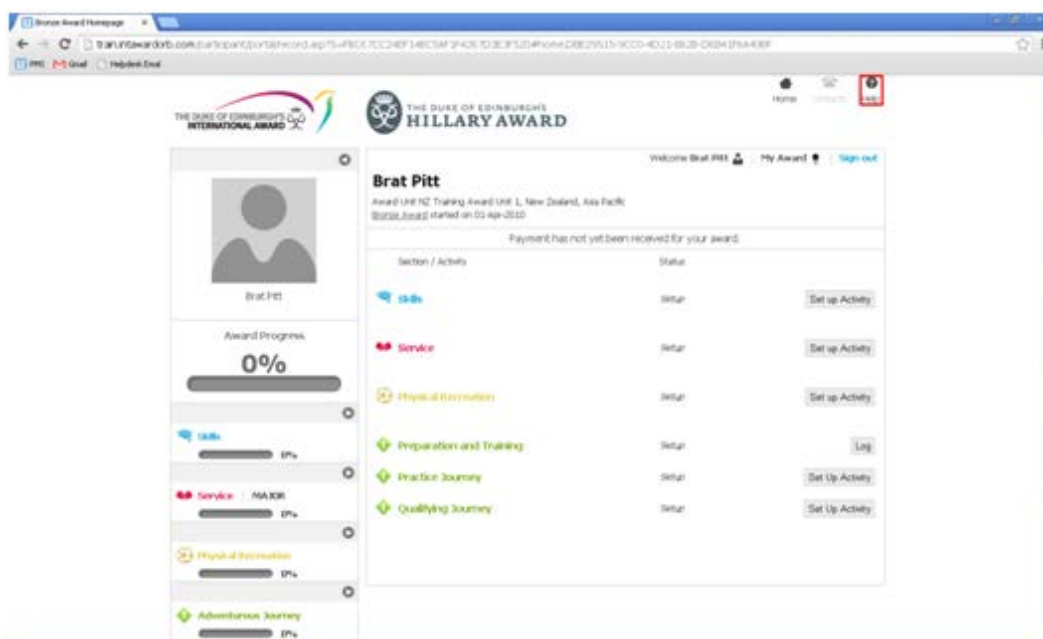 Bronze Award Homepage
Gmail
Helpdesk Email
Home
Contacts
Help
THE DUKE OF EDINBURGH'S
INTERNATIONAL AWARD
THE DUKE OF EDINBURGH'S
HILLARY AWARD
Welcome Brat Pitt
My Award
Sign out
Brat Pitt
Award Unit NZ Training Award Unit 1, New Zealand, Asia Pacific
Bronze Award started on 01-Apr-2010
Payment has not yet been received for your award.
Section / Activity Status
Skills Setup Set up Activity
Service Setup Set up Activity
Physical Recreation Setup Set up Activity
Preparation and Training Setup Log
Practice Journey Setup Set Up Activity
Qualifying Journey Setup Set Up Activity
Brat Pitt
Award Progress
0%
Skills
0%
Service | MAJOR
0%
Physical Recreation
0%
Adventurous Journey
0%